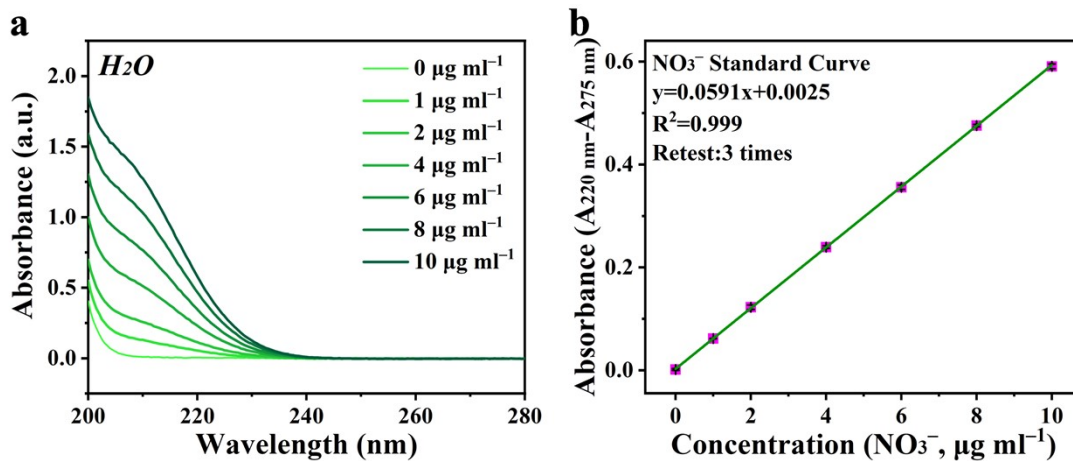 a
H₂O
0 μg ml⁻¹
1 μg ml⁻¹
2 μg ml⁻¹
4 μg ml⁻¹
6 μg ml⁻¹
8 μg ml⁻¹
10 μg ml⁻¹
2.0
1.5
1.0
0.5
0.0
200
220
240
260
280
Absorbance (a.u.)
Wavelength (nm)
b
NO₃⁻ Standard Curve
y=0.0591x+0.0025
R²=0.999
Retest:3 times
0.6
0.4
0.2
0.0
0
2
4
6
8
10
Absorbance (A220 nm-A275 nm)
Concentration (NO₃⁻, μg ml⁻¹)